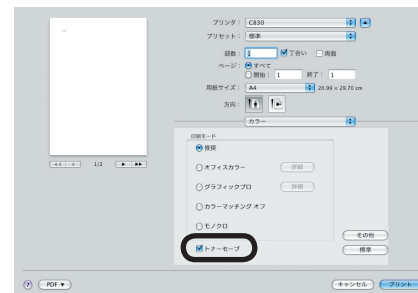 プリンタ： C830
プリセット： 標準
部数： 1 丁合い 両面
ページ： すべて
開始： 1 終了： 1
用紙サイズ： A4 20.99 x 29.70 cm
方向：
カラー
印刷モード
推奨
オフィスカラー 詳細
グラフィックプロ 詳細
カラーマッチング オフ
モノクロ
トナーセーブ
その他
標準
1/2
? PDF ▼ キャンセル プリント